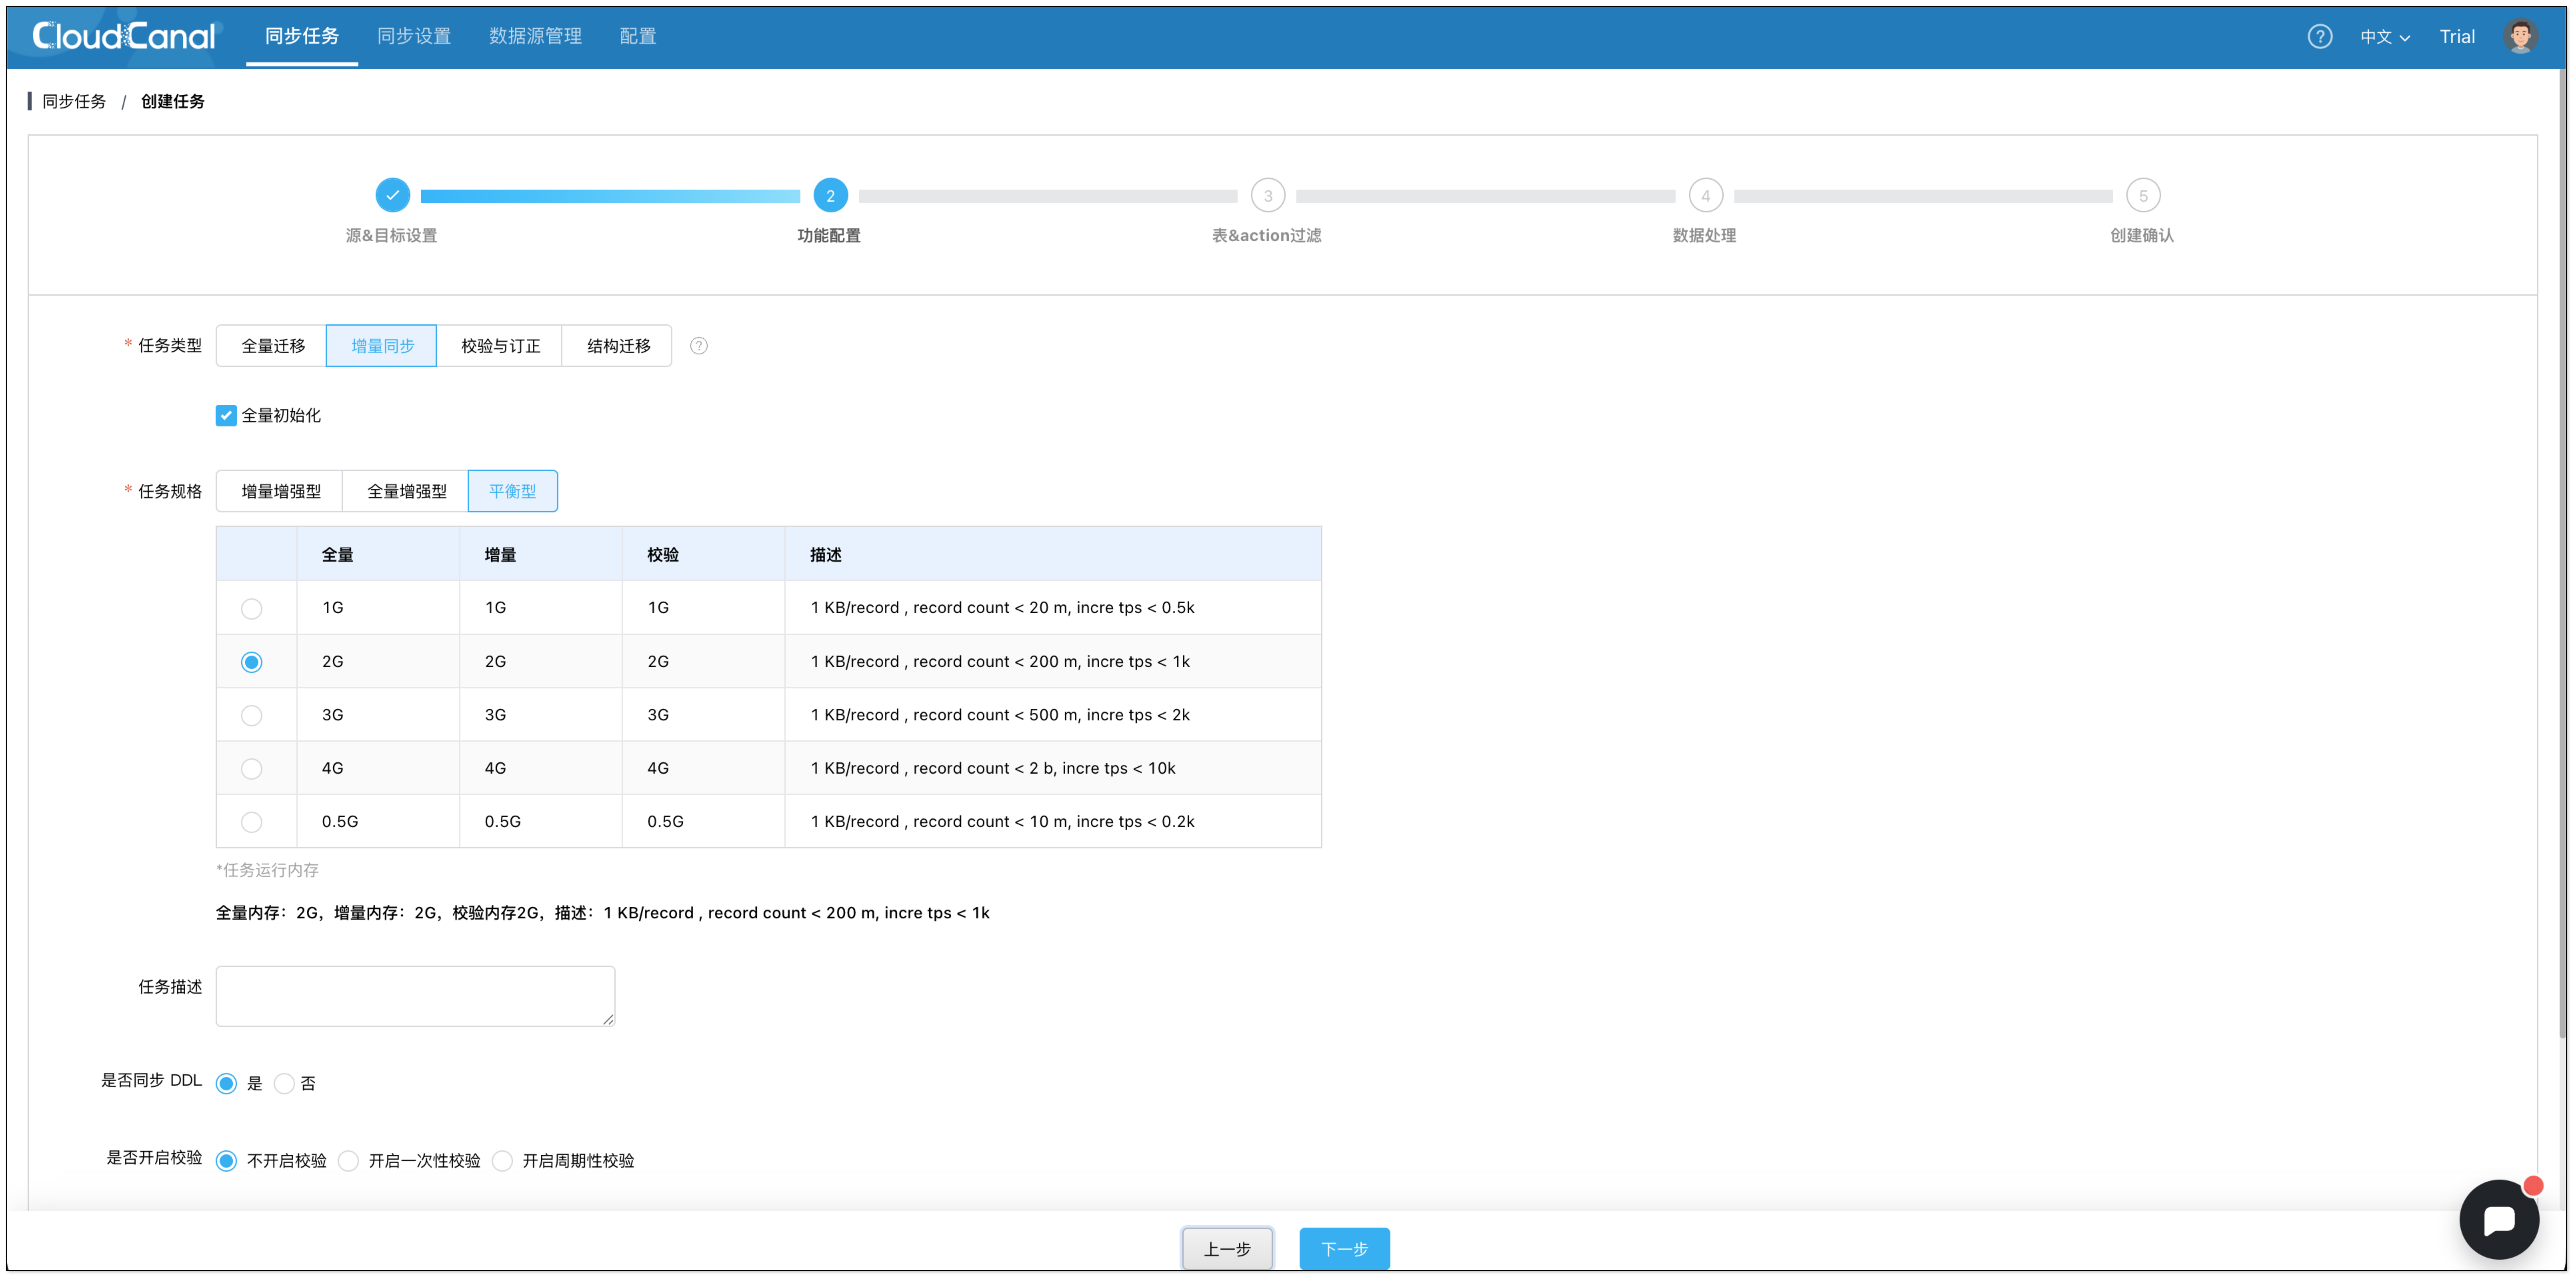 CloudCanal 同步任务 同步设置 数据源管理 配置 ? 中文 Trial
同步任务 / 创建任务
2 3 4 5
源&目标设置 功能配置 表&action过滤 数据处理 创建确认
* 任务类型 全量迁移 增量同步 校验与订正 结构迁移 ?
全量初始化
* 任务规格 增量增强型 全量增强型 平衡型
全量 增量 校验 描述
1G 1G 1G 1 KB/record , record count < 20 m, incre tps < 0.5k
2G 2G 2G 1 KB/record , record count < 200 m, incre tps < 1k
3G 3G 3G 1 KB/record , record count < 500 m, incre tps < 2k
4G 4G 4G 1 KB/record , record count < 2 b, incre tps < 10k
0.5G 0.5G 0.5G 1 KB/record , record count < 10 m, incre tps < 0.2k
*任务运行内存
全量内存：2G，增量内存：2G，校验内存2G，描述：1 KB/record , record count < 200 m, incre tps < 1k
任务描述
是否同步 DDL 是 否
是否开启校验 不开启校验 开启一次性校验 开启周期性校验
上一步 下一步